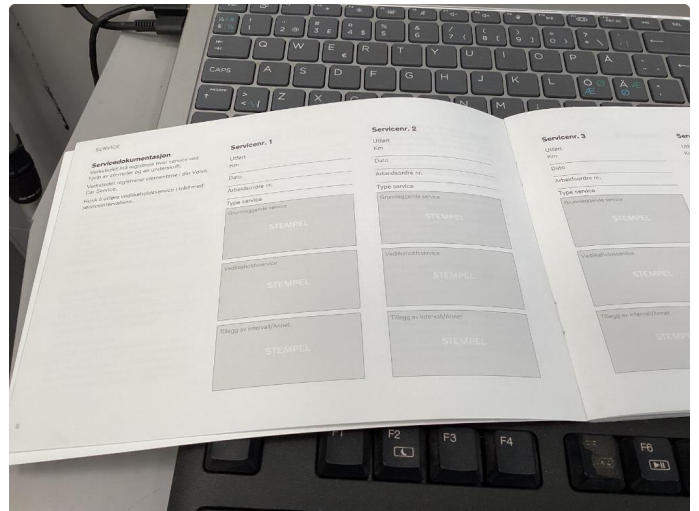 SERVICE
Servicedokumentasjon
Verkstedet må registrere hver service ved
hjelp av stempler og en underskrift.
Verkstedet registrerer elementene i din Volvo
Car Service.
Husk å utføre vedlikeholdsservice i tråd med
serviceintervallene.
8
Servicenr. 1
Utført
Km
Dato
Arbeidsordre nr.
Type service
Grunnleggende service
STEMPEL
Vedlikeholdsservice
STEMPEL
Tillegg av intervall/Annet
STEMPEL
Servicenr. 2
Utført
Km
Dato
Arbeidsordre nr.
Type service
Grunnleggende service
STEMPEL
Vedlikeholdsservice
STEMPEL
Tillegg av intervall/Annet
STEMPEL
Servicenr. 3
Utført
Km
Dato
Arbeidsordre nr.
Type service
Grunnleggende service
STEMPEL
Vedlikeholdsservice
STEMPEL
Tillegg av intervall/Annet
STEMPEL
Ser
Q W E R T Y U I O P Å
CAPS A S D F G H J K L Ö Ä
Z X N M
F1 F2 F3 F4 F6